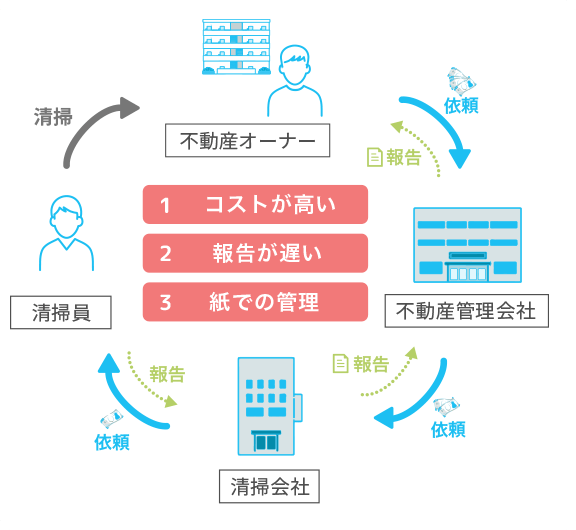 清掃
依頼
報告
不動産オーナー
1 コストが高い
2 報告が遅い
3 紙での管理
清掃員
不動産管理会社
報告
報告
依頼
依頼
清掃会社